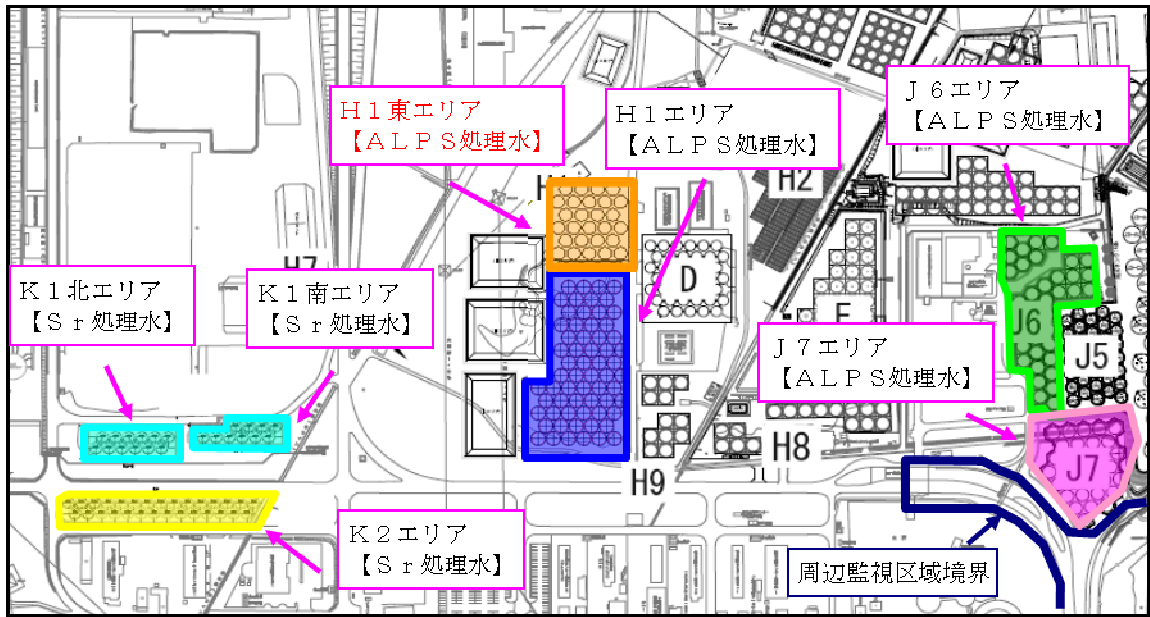 Ｈ１東エリア
【ＡＬＰＳ処理水】
Ｈ１エリア
【ＡＬＰＳ処理水】
Ｊ６エリア
【ＡＬＰＳ処理水】
H2
D
Ｋ１北エリア
【Ｓｒ処理水】
Ｋ１南エリア
【Ｓｒ処理水】
J6
J5
Ｊ７エリア
【ＡＬＰＳ処理水】
H8
J7
H9
Ｋ２エリア
【Ｓｒ処理水】
周辺監視区域境界